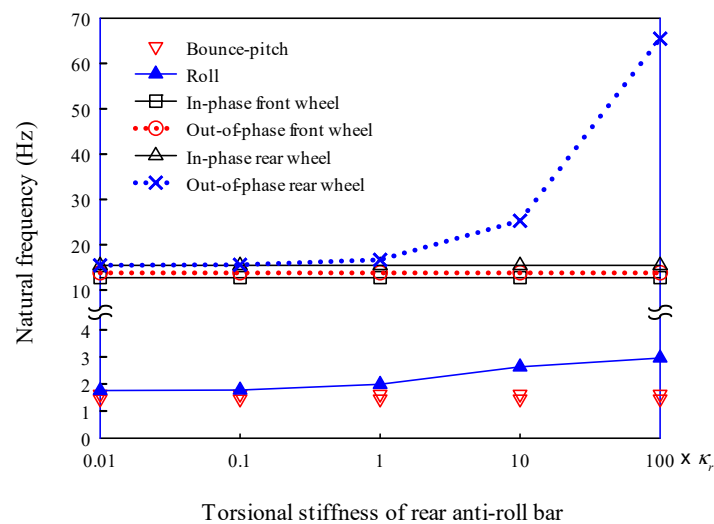 70
60
50
40
30
20
10
4
3
2
1
0
Natural frequency (Hz)
Bounce-pitch
Roll
In-phase front wheel
Out-of-phase front wheel
In-phase rear wheel
Out-of-phase rear wheel
0.01 0.1 1 10 100 x κr
Torsional stiffness of rear anti-roll bar